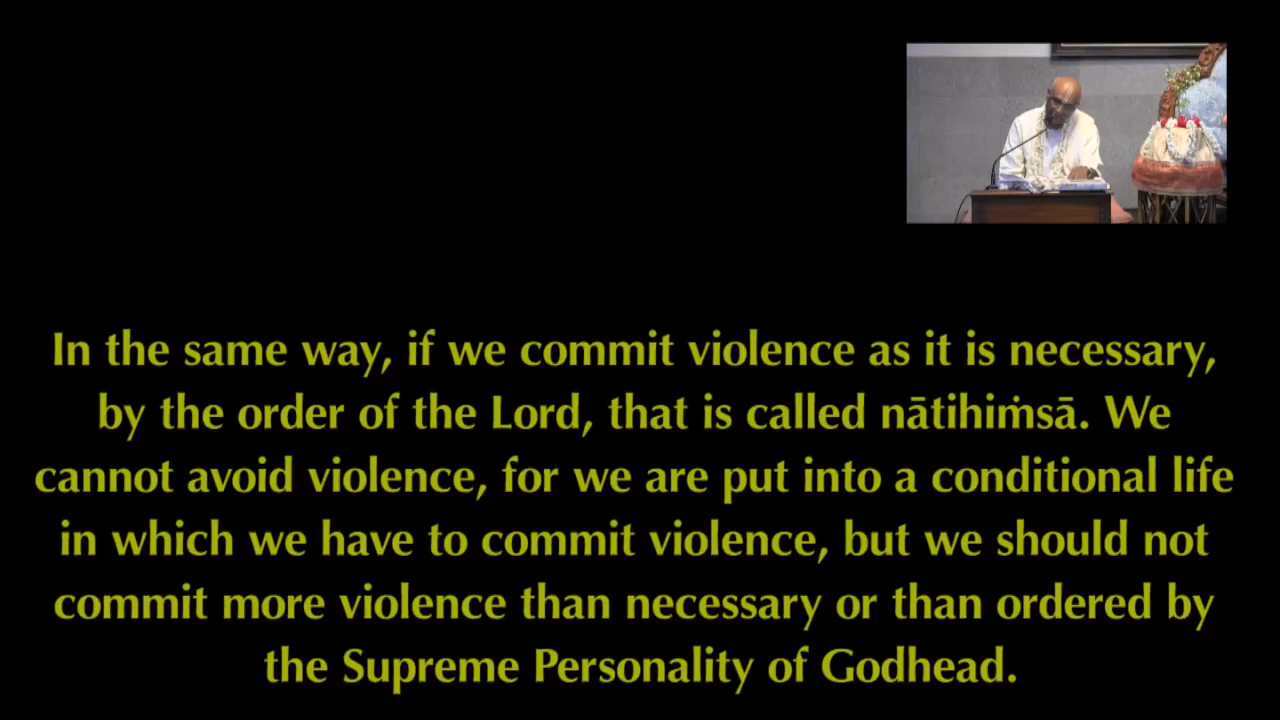 In the same way, if we commit violence as it is necessary,
by the order of the Lord, that is called nātihiṁsā. We
cannot avoid violence, for we are put into a conditional life
in which we have to commit violence, but we should not
commit more violence than necessary or than ordered by
the Supreme Personality of Godhead.